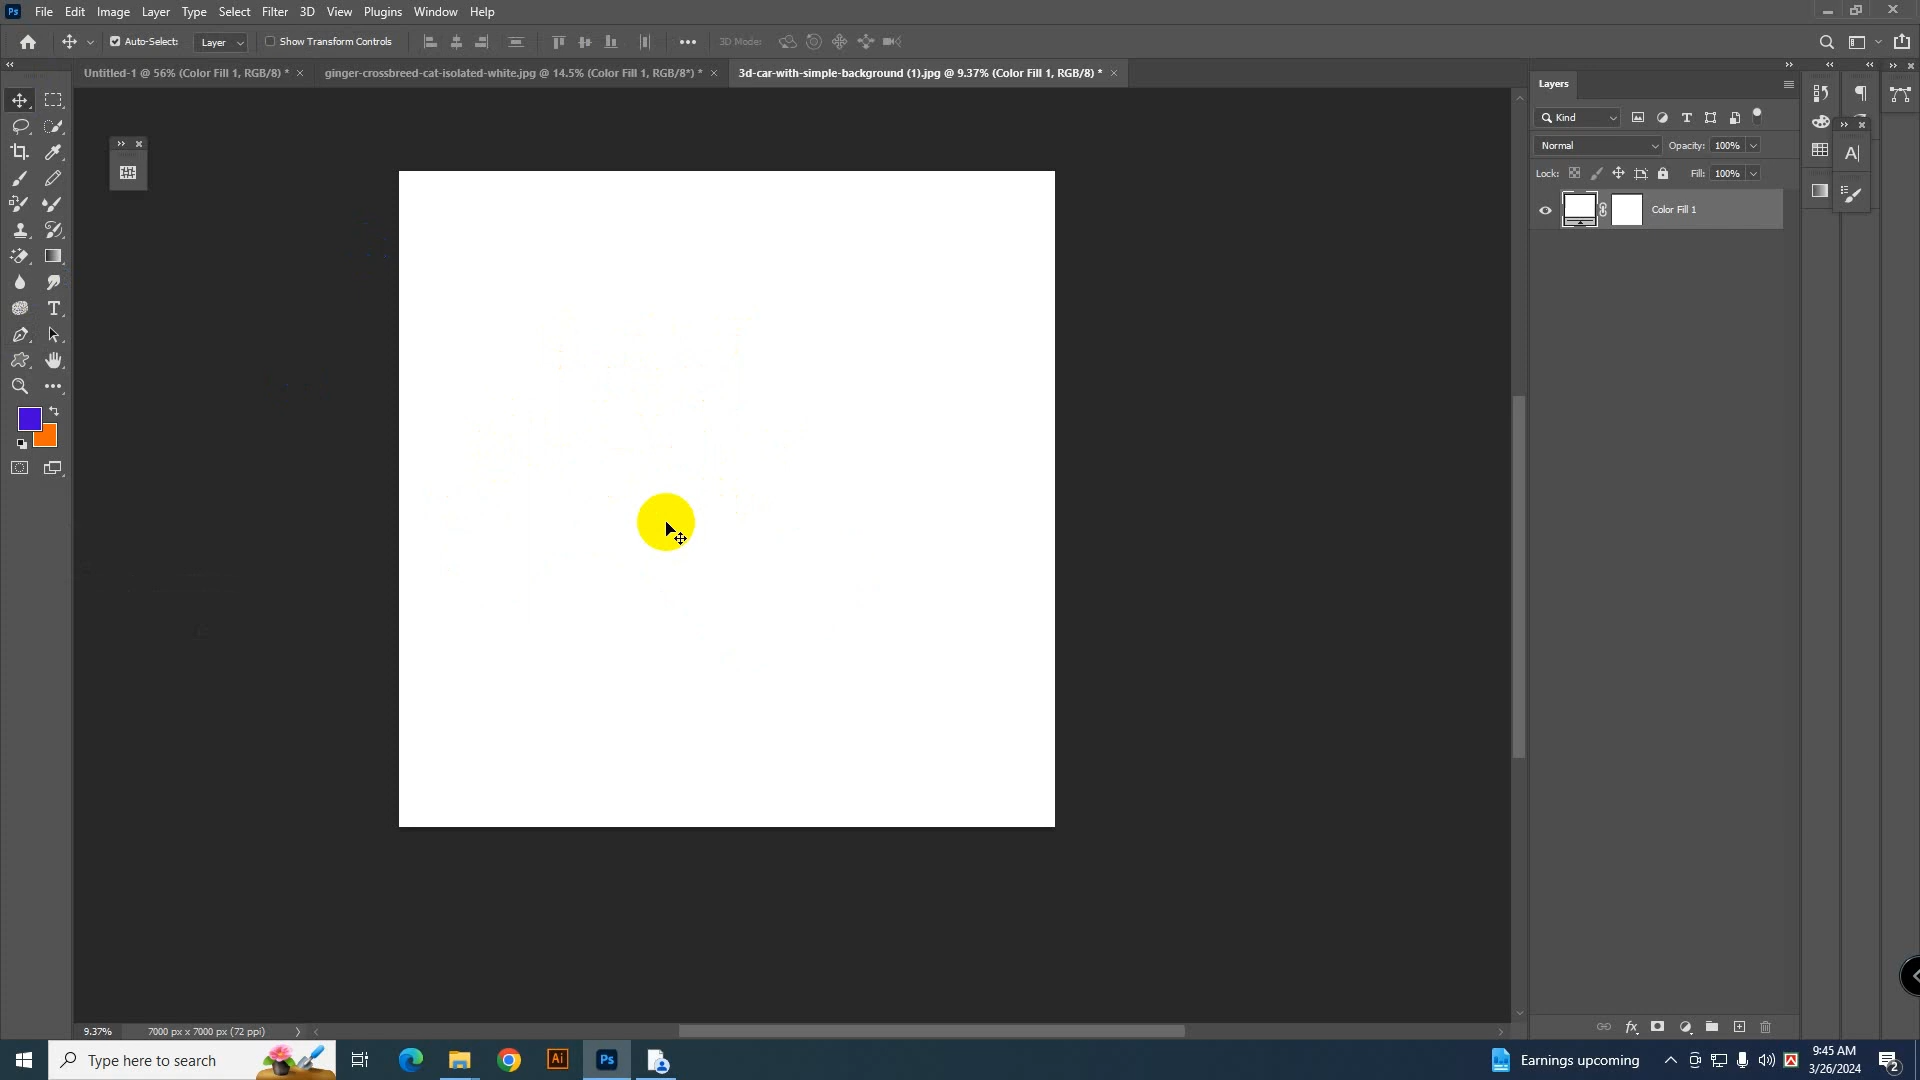 Ps File Edit Image Layer Type Select Filter 3D View Plugins Window Help
Auto-Select: Layer Show Transform Controls 3D Mode:
Untitled-1 @ 56% (Color Fill 1, RGB/8) * ginger-crossbreed-cat-isolated-white.jpg @ 14.5% (Color Fill 1, RGB/8*) * 3d-car-with-simple-background (1).jpg @ 9.37% (Color Fill 1, RGB/8) *
Layers
Kind
Normal Opacity: 100%
Lock: Fill: 100%
Color Fill 1
9.37% 7000 px x 7000 px (72 ppi)
Type here to search
Ai
Ps
Earnings upcoming
9:45 AM
3/26/2024
2